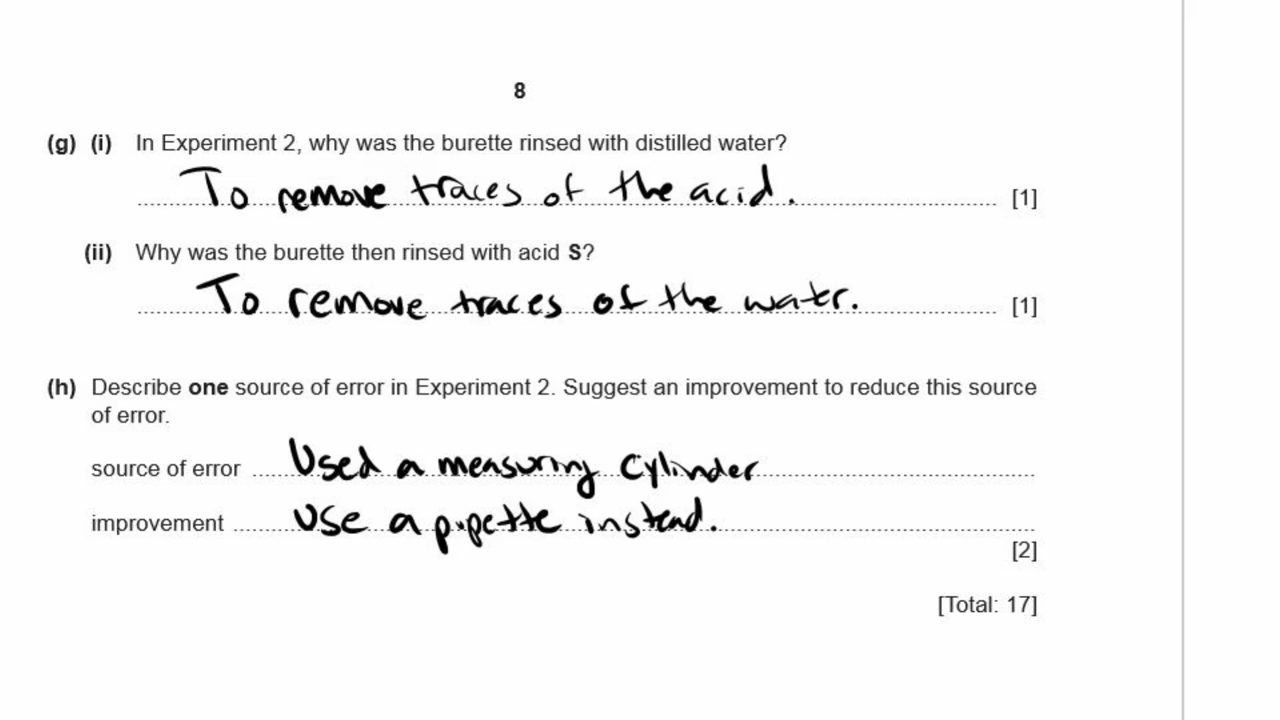 8
(g) (i) In Experiment 2, why was the burette rinsed with distilled water?
To remove traces of the acid. [1]
(ii) Why was the burette then rinsed with acid S?
To remove traces of the water. [1]
(h) Describe one source of error in Experiment 2. Suggest an improvement to reduce this source
of error.
source of error Used a measuring cylinder
improvement Use a pipette instead.
[2]
[Total: 17]